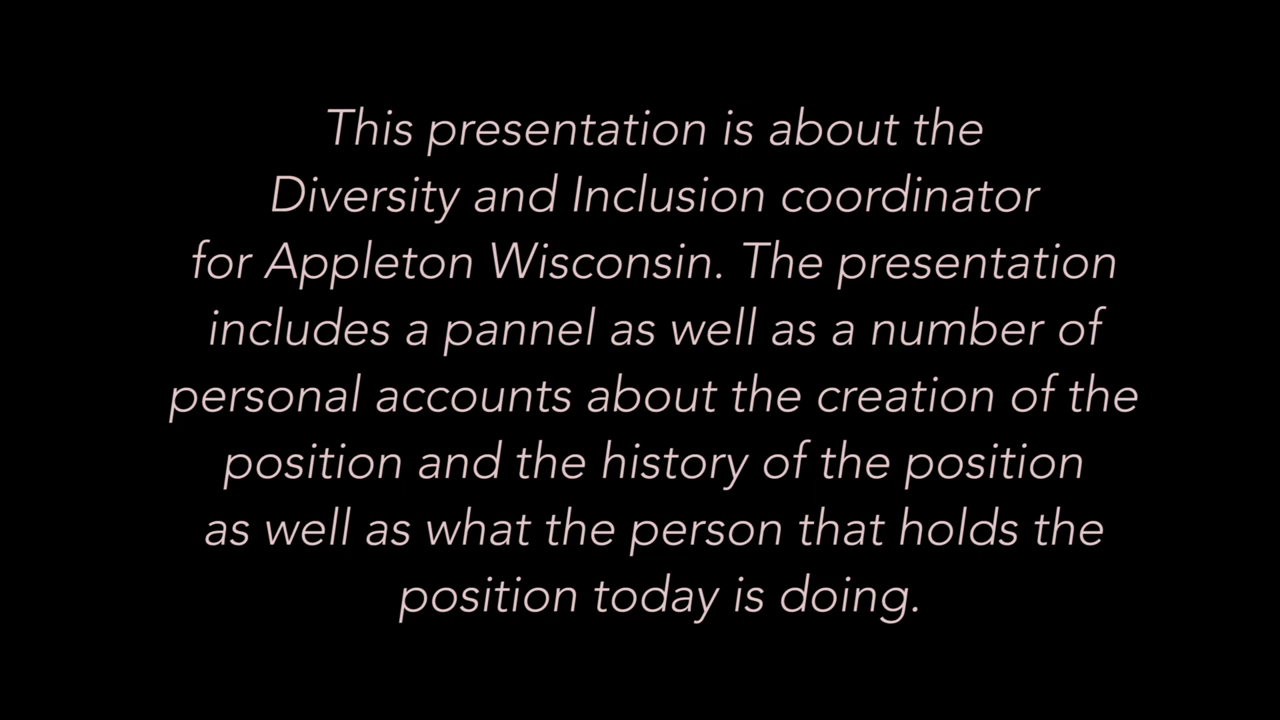 This presentation is about the
Diversity and Inclusion coordinator
for Appleton Wisconsin. The presentation
includes a pannel as well as a number of
personal accounts about the creation of the
position and the history of the position
as well as what the person that holds the
position today is doing.